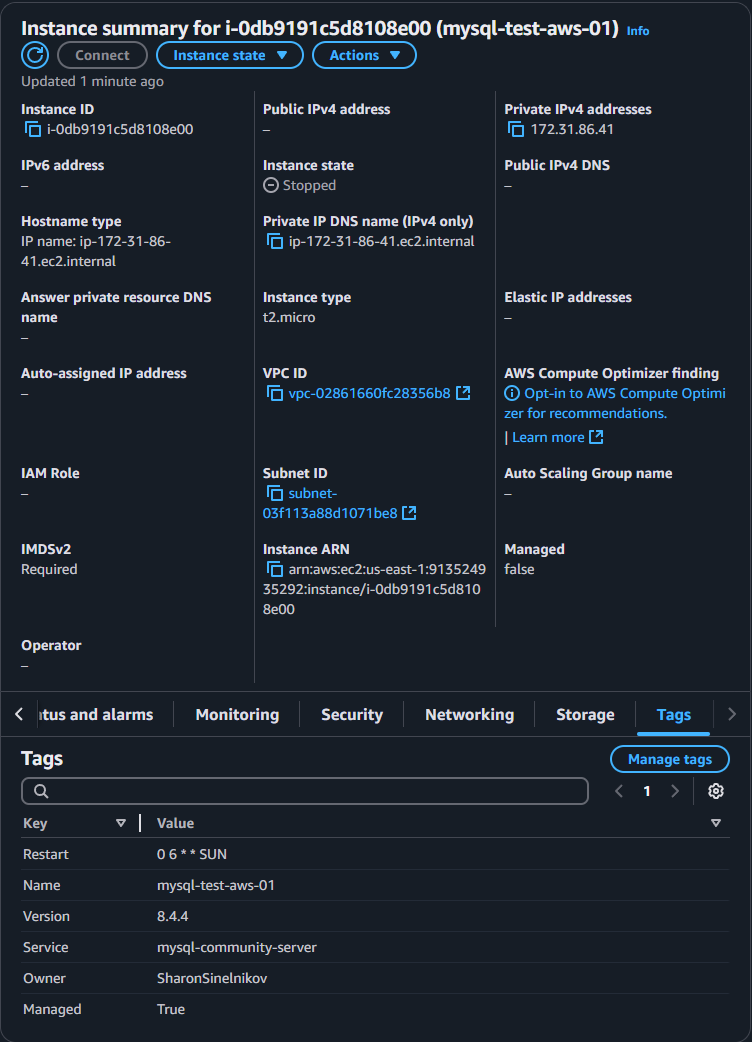 Instance summary for i-0db9191c5d8108e00 (mysql-test-aws-01) Info
Connect
Instance state
Actions
Updated 1 minute ago
Instance ID
i-0db9191c5d8108e00
Public IPv4 address
–
Private IPv4 addresses
172.31.86.41
IPv6 address
–
Instance state
Stopped
Public IPv4 DNS
–
Hostname type
IP name: ip-172-31-86-
41.ec2.internal
Private IP DNS name (IPv4 only)
ip-172-31-86-41.ec2.internal
Answer private resource DNS
name
–
Instance type
t2.micro
Elastic IP addresses
–
Auto-assigned IP address
–
VPC ID
vpc-02861660fc28356b8
AWS Compute Optimizer finding
Opt-in to AWS Compute Optimi
zer for recommendations.
| Learn more
IAM Role
–
Subnet ID
subnet-
03f113a88d1071be8
Auto Scaling Group name
–
IMDSv2
Required
Instance ARN
arn:aws:ec2:us-east-1:9135249
35292:instance/i-0db9191c5d810
8e00
Managed
false
Operator
–
tus and alarms
Monitoring
Security
Networking
Storage
Tags
Tags
Manage tags
1
Key
Value
Restart 0 6 * * SUN
Name mysql-test-aws-01
Version 8.4.4
Service mysql-community-server
Owner SharonSinelnikov
Managed True